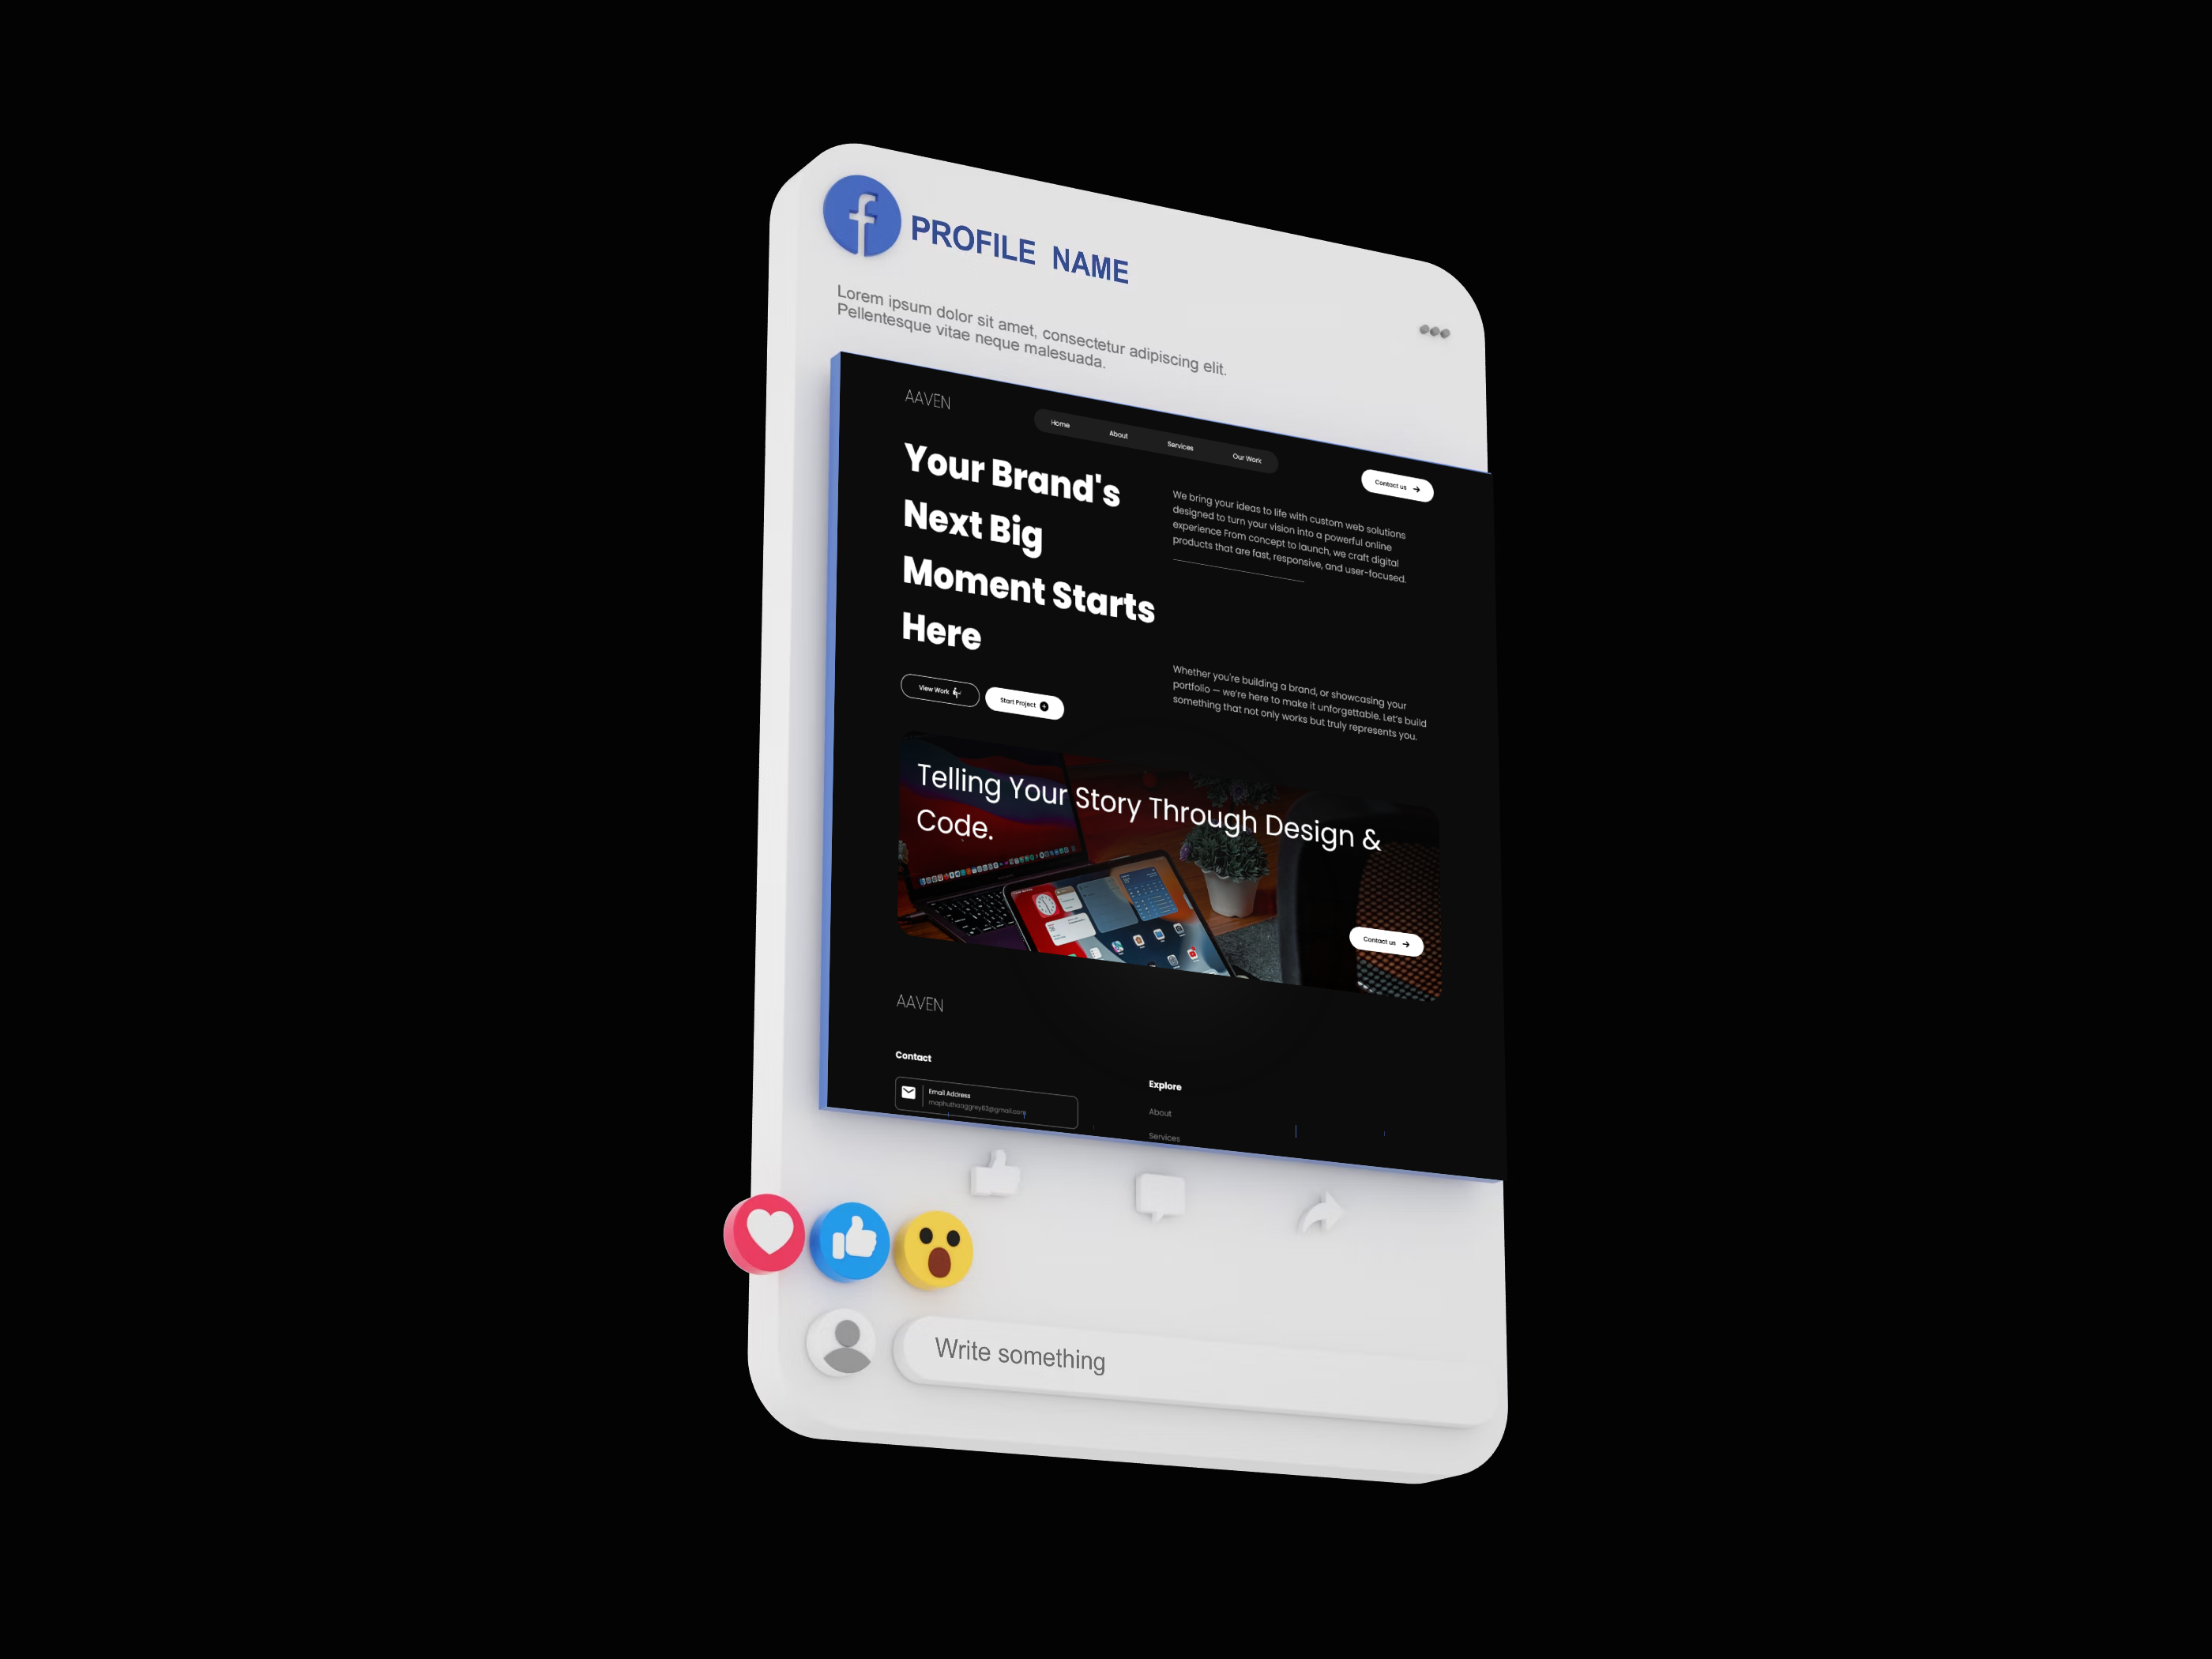 PROFILE NAME
Lorem ipsum dolor sit amet, consectetur adipiscing elit.
Pellentesque vitae neque malesuada.
AAVEN
Home
About
Services
Our Work
Contact us
Your Brand's
Next Big
Moment Starts
Here
We bring your ideas to life with custom web solutions
designed to turn your vision into a powerful online
experience From concept to launch, we craft digital
products that are fast, responsive, and user-focused.
View Work
Start Project
Whether you're building a brand, or showcasing your
portfolio — we're here to make it unforgettable. Let's build
something that not only works but truly represents you.
Telling Your Story Through Design &
Code.
Contact us
AAVEN
Contact
Email Address
Explore
About
Services
Write something